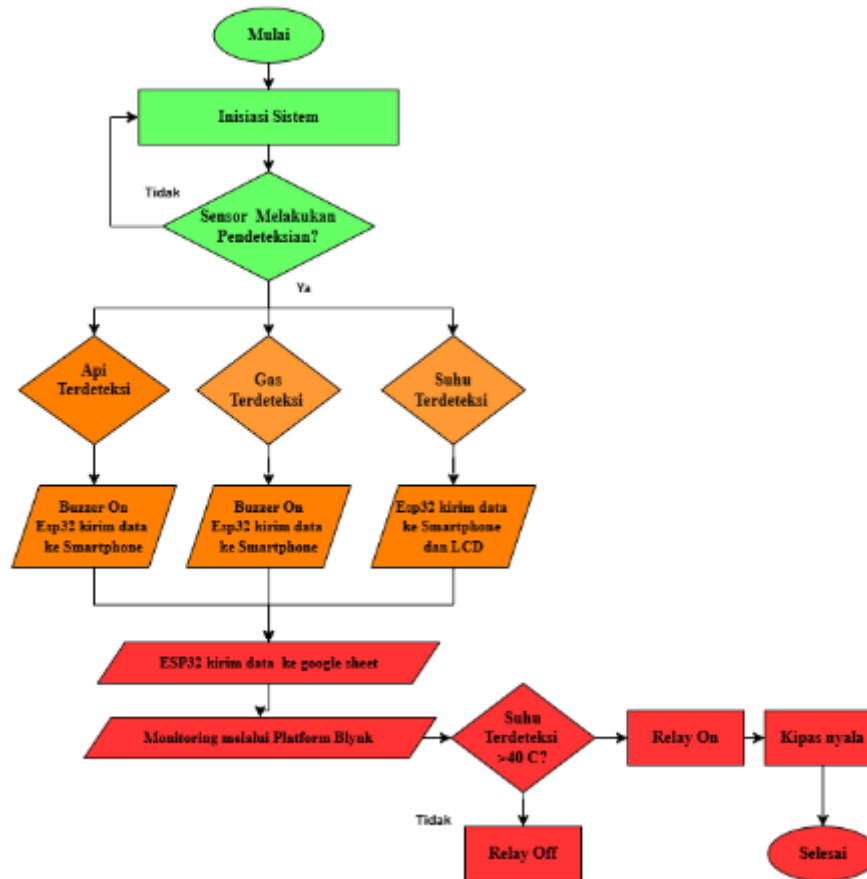 Mulai
Inisiasi Sistem
Tidak
Sensor Melakukan
Pendeteksian?
Ya
Api
Terdeteksi
Gas
Terdeteksi
Suhu
Terdeteksi
Buzzer On
Esp32 kirim data
ke Smartphone
Buzzer On
Esp32 kirim data
ke Smartphone
Esp32 kirim data
ke Smartphone
dan LCD
ESP32 kirim data ke google sheet
Monitoring melalui Platform Blynk
Suhu
Terdeteksi
>40 C?
Relay On
Kipas nyala
Tidak
Relay Off
Selesai